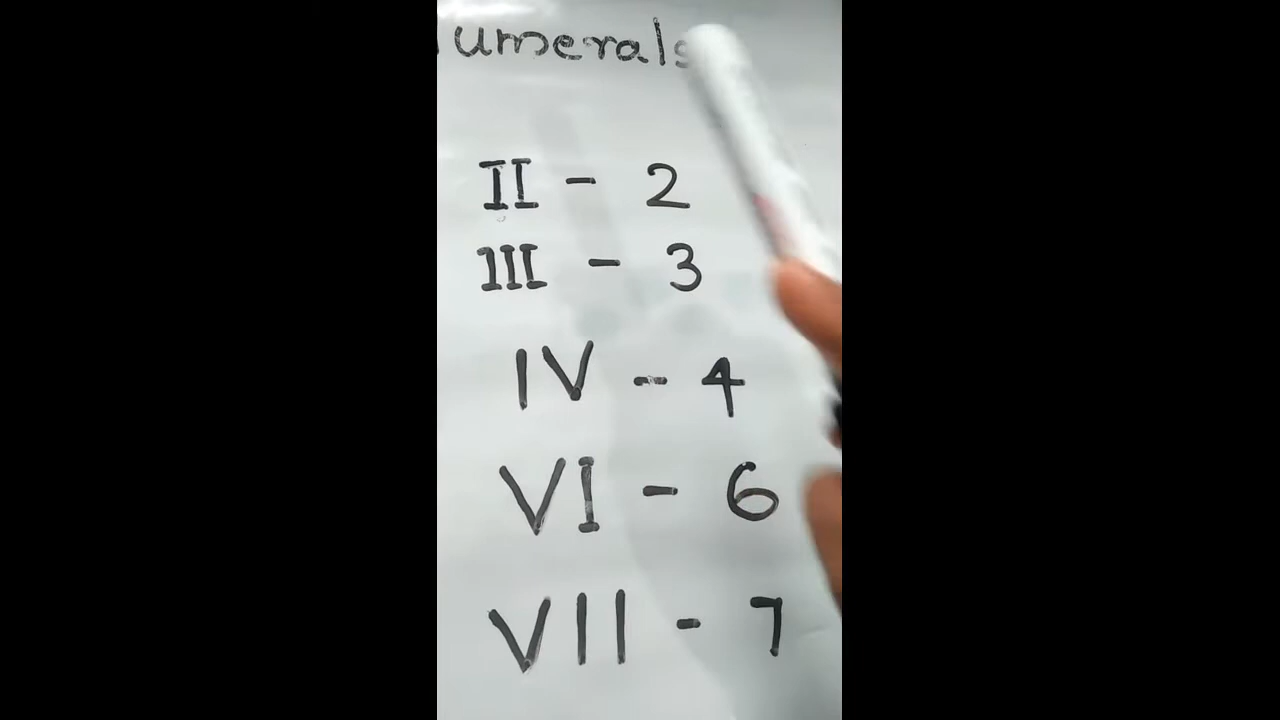 umerals
II - 2
III - 3
IV - 4
VI - 6
VII - 7